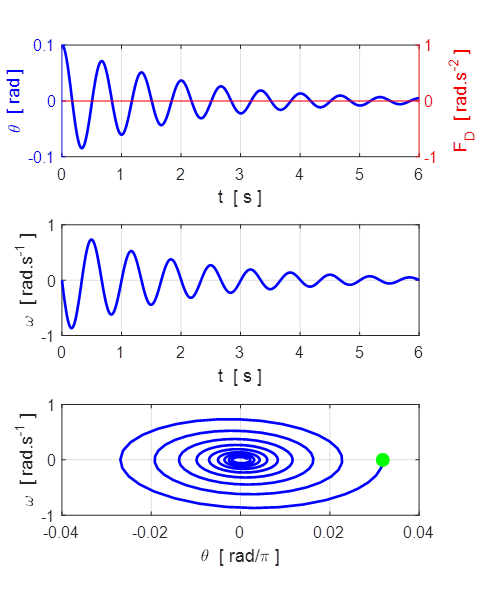 0.1
0
-0.1
θ [ rad ]
1
0
-1
F_D [ rad.s^-2 ]
0 1 2 3 4 5 6
t [ s ]
1
0
-1
ω [ rad.s^-1 ]
0 1 2 3 4 5 6
t [ s ]
1
0
-1
ω [ rad.s^-1 ]
-0.04 -0.02 0 0.02 0.04
θ [ rad/π ]